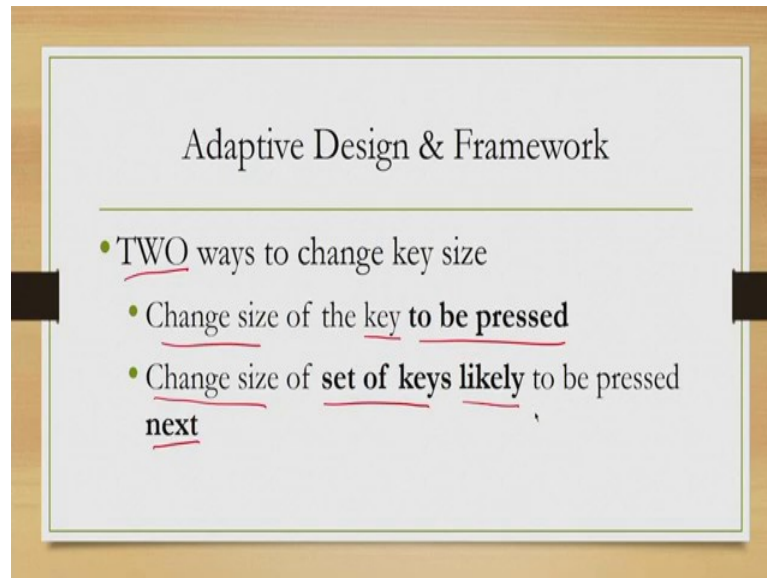 Adaptive Design & Framework
• TWO ways to change key size
• Change size of the key to be pressed
• Change size of set of keys likely to be pressed
next